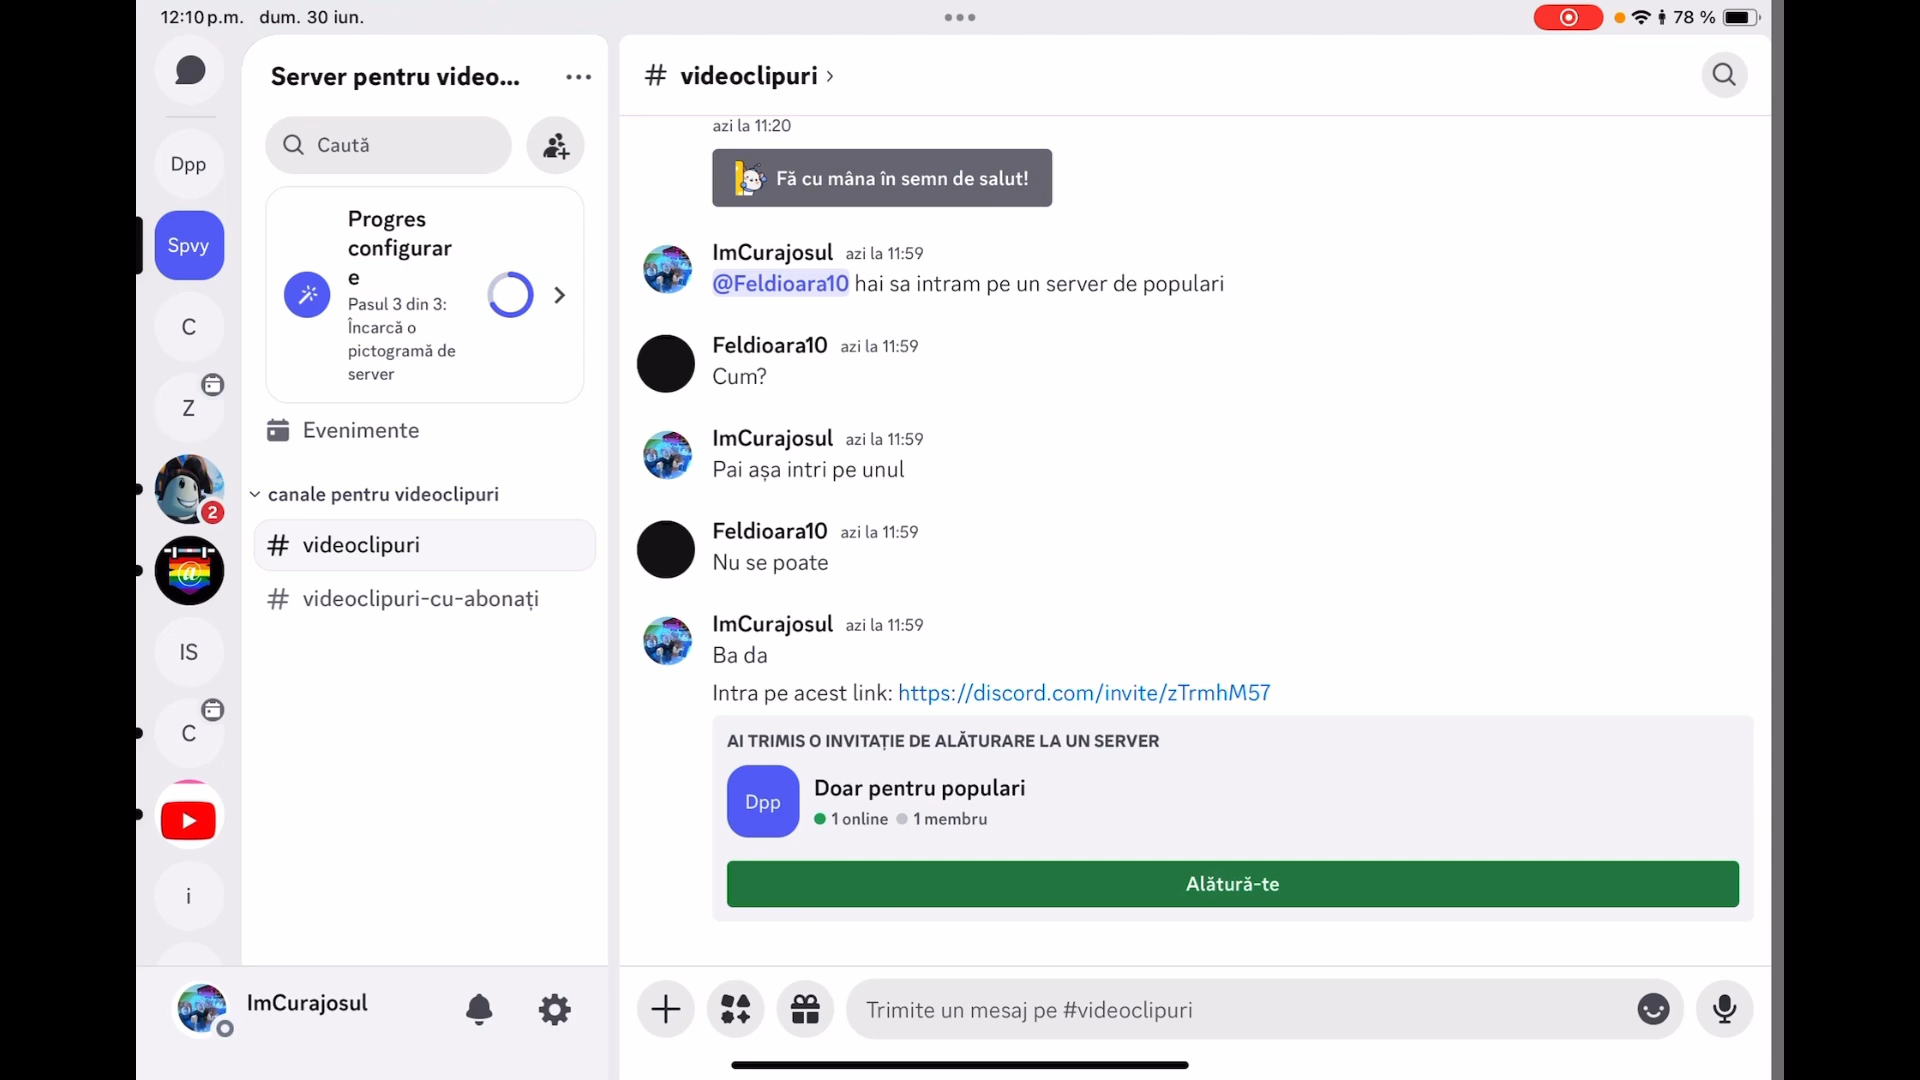 12:10 p.m. dum. 30 iun.
78 %
Dpp
Spvy
C
Z
2
@
IS
C
i
Server pentru video...
Caută
Progres
configurar
e
Pasul 3 din 3:
Încarcă o
pictogramă de
server
Evenimente
canale pentru videoclipuri
# videoclipuri
# videoclipuri-cu-abonați
ImCurajosul
# videoclipuri
azi la 11:20
Fă cu mâna în semn de salut!
ImCurajosul azi la 11:59
@Feldioara10 hai sa intram pe un server de populari
Feldioara10 azi la 11:59
Cum?
ImCurajosul azi la 11:59
Pai așa intri pe unul
Feldioara10 azi la 11:59
Nu se poate
ImCurajosul azi la 11:59
Ba da
Intra pe acest link: https://discord.com/invite/zTrmhM57
AI TRIMIS O INVITAȚIE DE ALĂTURARE LA UN SERVER
Dpp
Doar pentru populari
1 online 1 membru
Alătură-te
Trimite un mesaj pe #videoclipuri